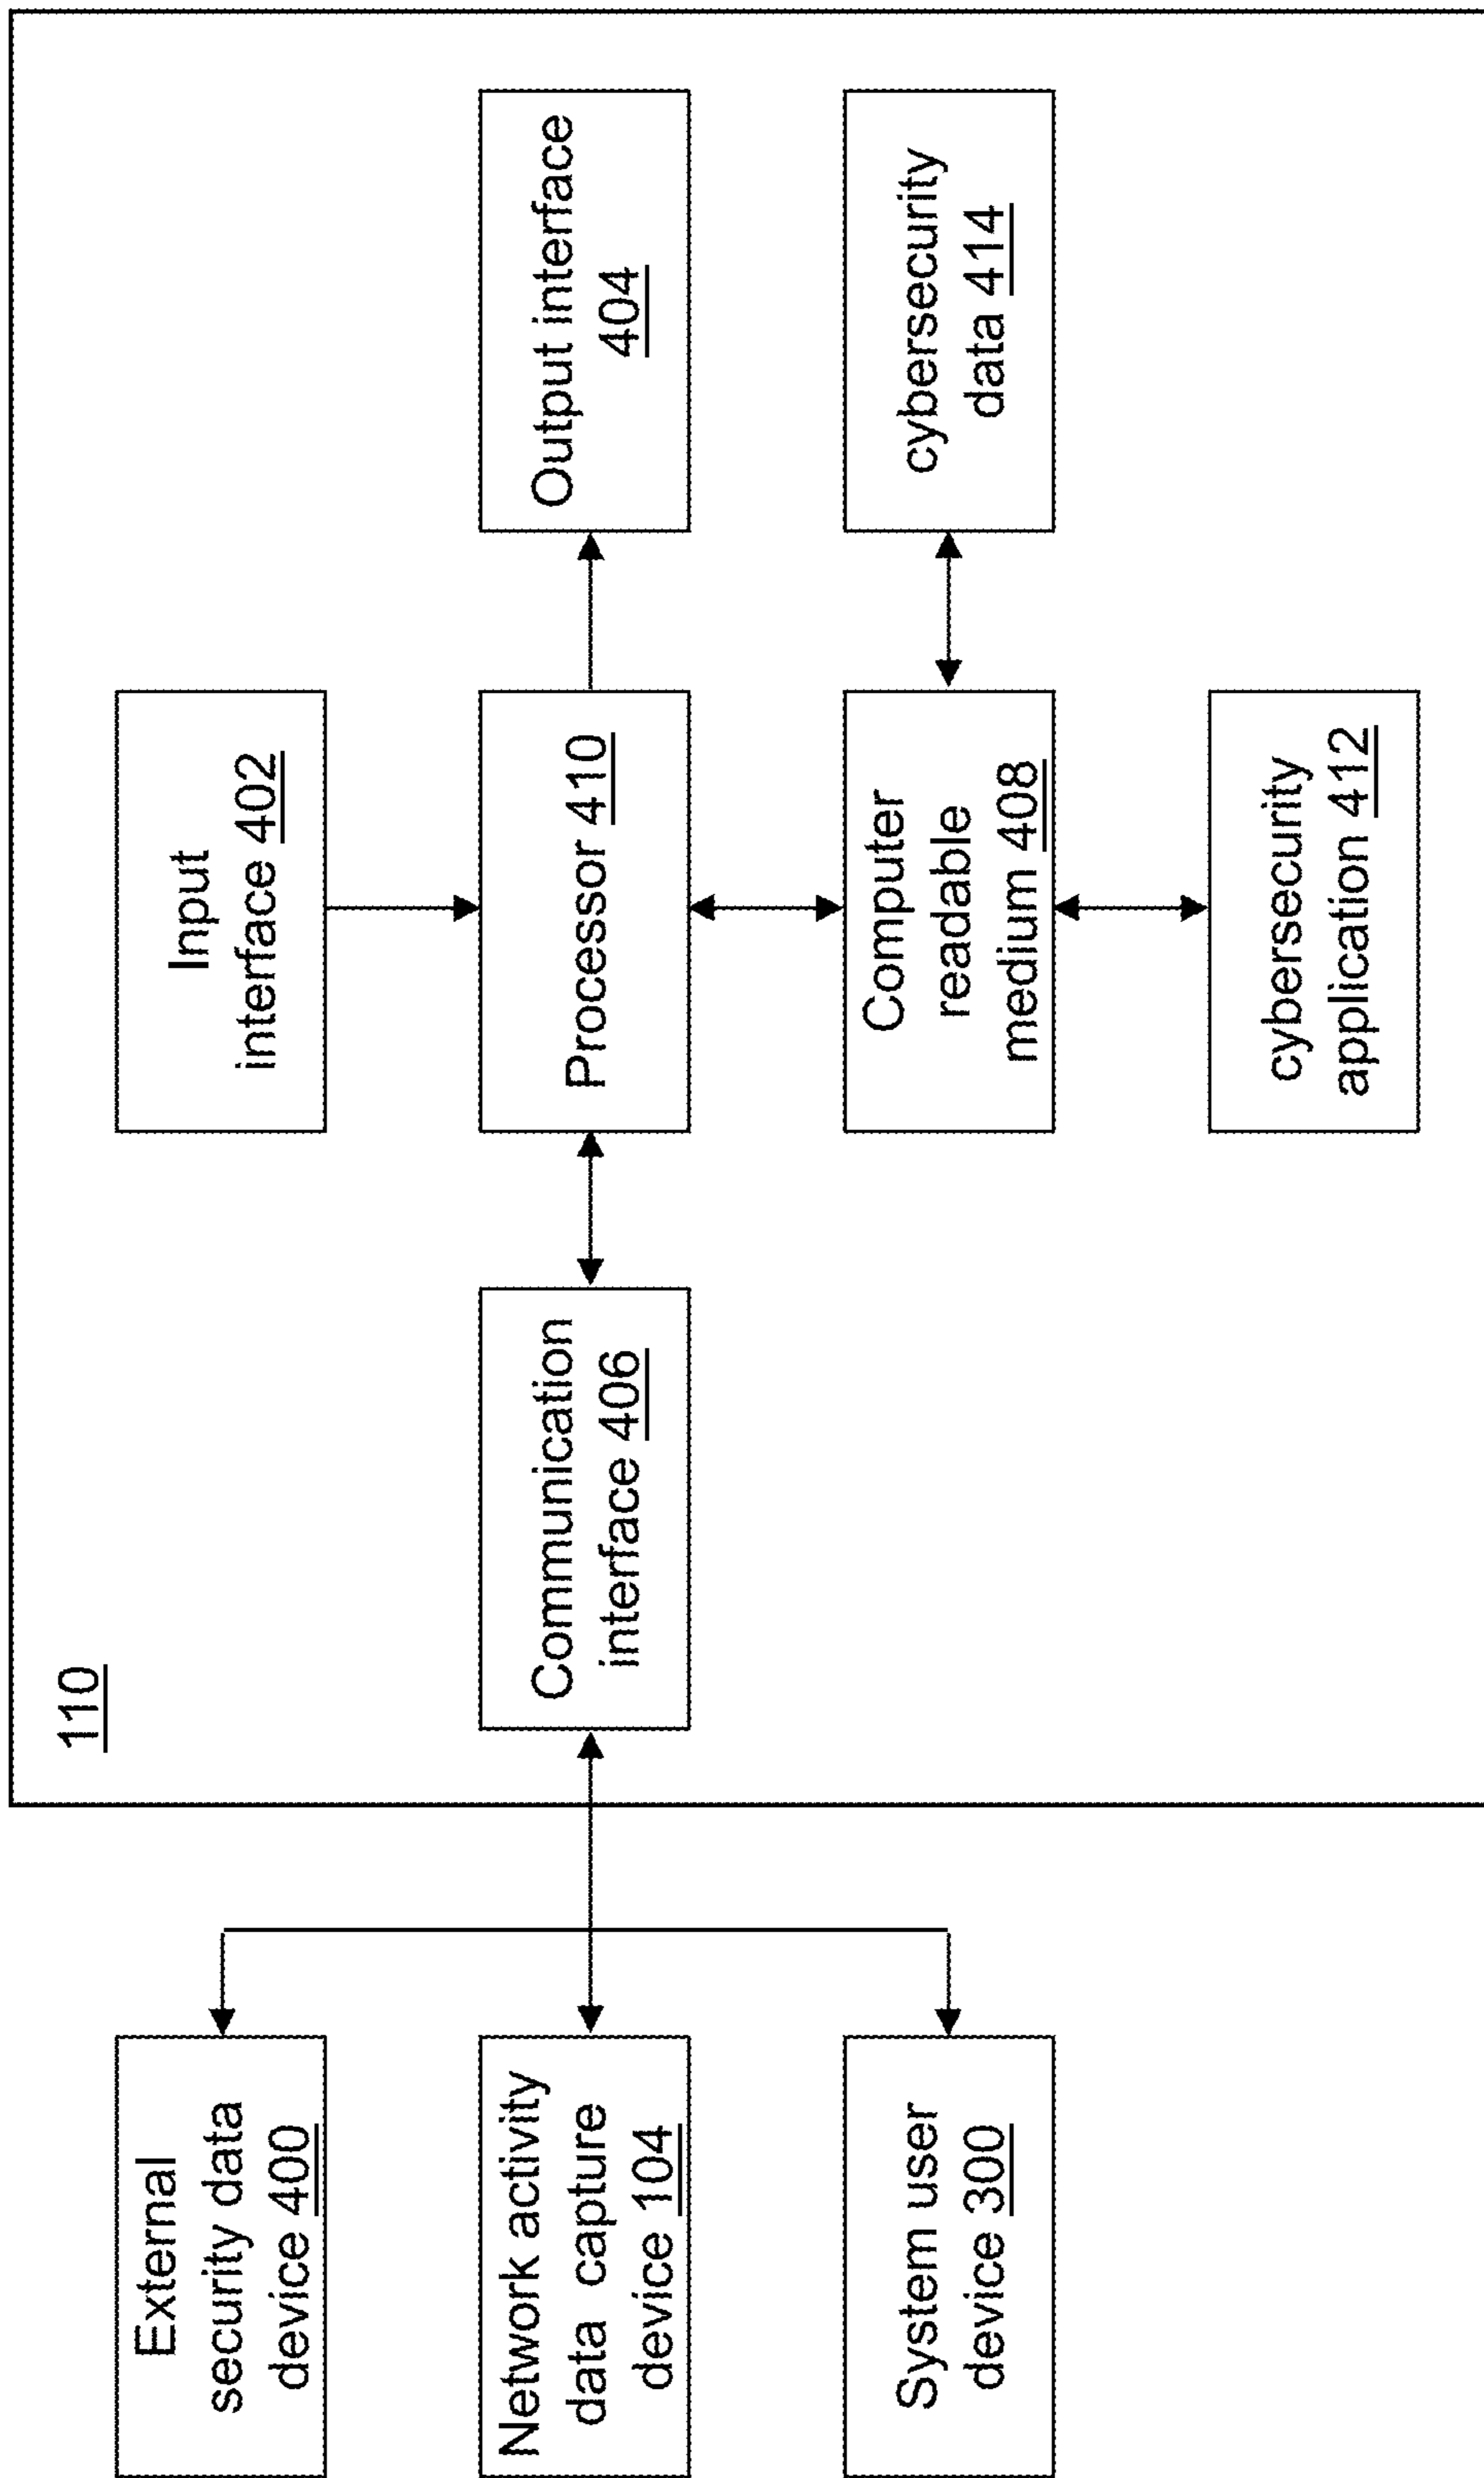 110
External
security data
device 400
Network activity
data capture
device 104
System user
device 300
Communication
interface 406
Input
interface 402
Processor 410
Computer
readable
medium 408
cybersecurity
application 412
Output interface
404
cybersecurity
data 414